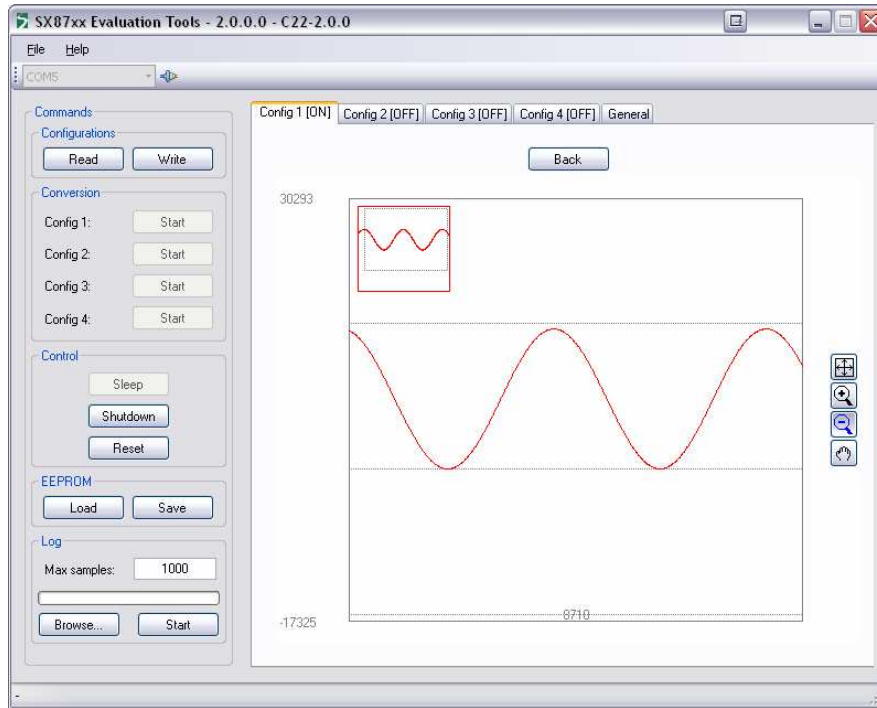 SX87xx Evaluation Tools - 2.0.0.0 - C22-2.0.0
File Help
COM5
Commands
Configurations
Read Write
Conversion
Config 1: Start
Config 2: Start
Config 3: Start
Config 4: Start
Control
Sleep
Shutdown
Reset
EEPROM
Load Save
Log
Max samples: 1000
Browse... Start
Config 1 [ON] Config 2 [OFF] Config 3 [OFF] Config 4 [OFF] General
Back
30293
8710
-17325
-